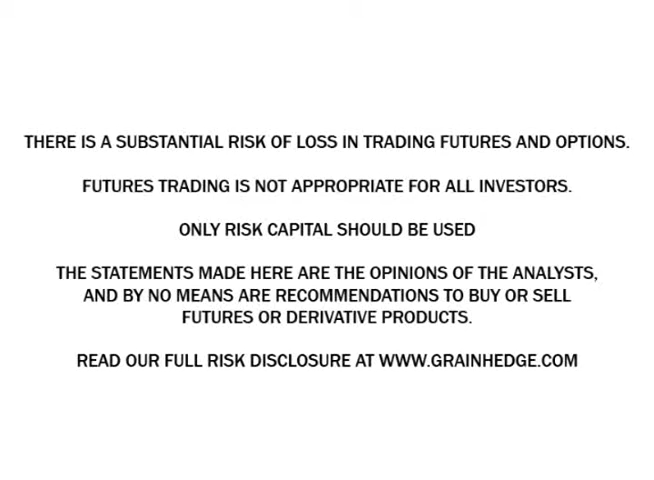 THERE IS A SUBSTANTIAL RISK OF LOSS IN TRADING FUTURES AND OPTIONS.
FUTURES TRADING IS NOT APPROPRIATE FOR ALL INVESTORS.
ONLY RISK CAPITAL SHOULD BE USED
THE STATEMENTS MADE HERE ARE THE OPINIONS OF THE ANALYSTS,
AND BY NO MEANS ARE RECOMMENDATIONS TO BUY OR SELL
FUTURES OR DERIVATIVE PRODUCTS.
READ OUR FULL RISK DISCLOSURE AT WWW.GRAINHEDGE.COM